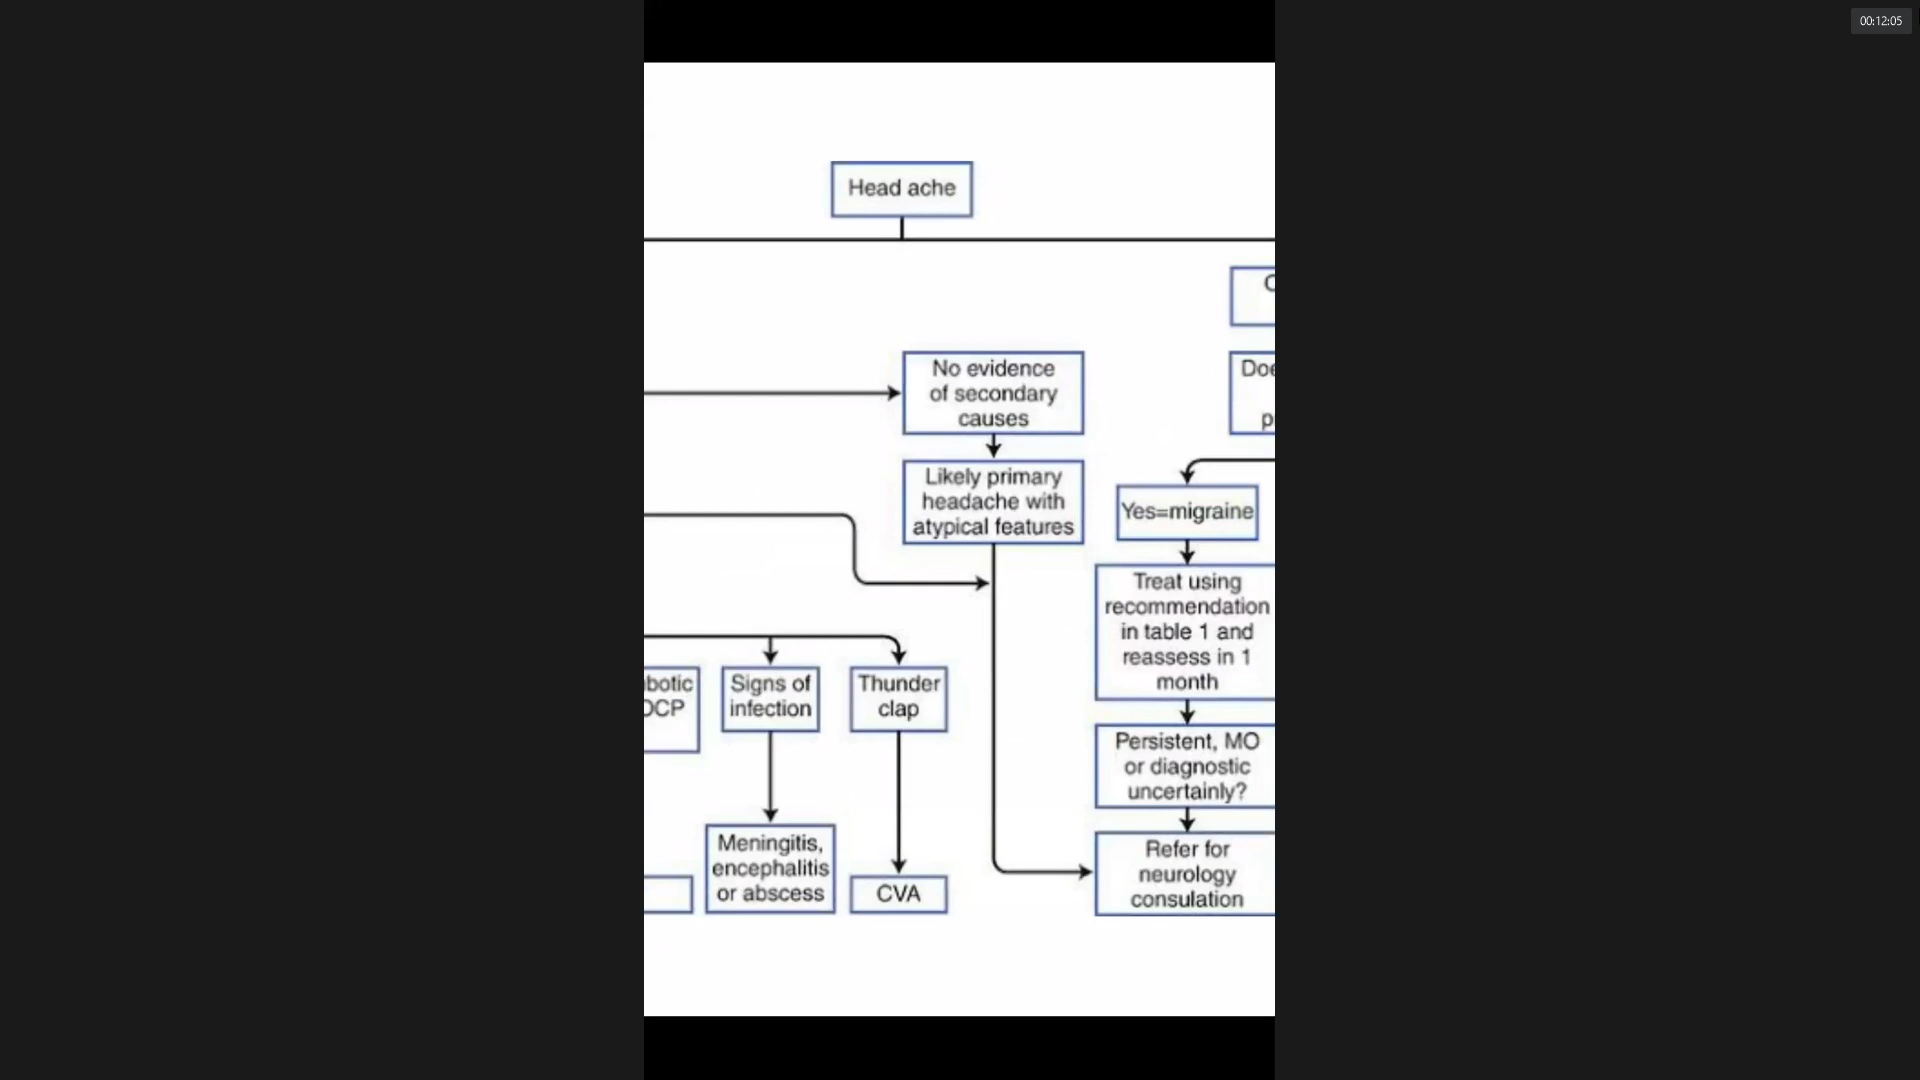 00:12:05
Head ache
No evidence
of secondary
causes
Likely primary
headache with
atypical features
Yes=migraine
Treat using
recommendation
in table 1 and
reassess in 1
month
Signs of
infection
Thunder
clap
Persistent, MO
or diagnostic
uncertainly?
Meningitis,
encephalitis
or abscess
CVA
Refer for
neurology
consulation